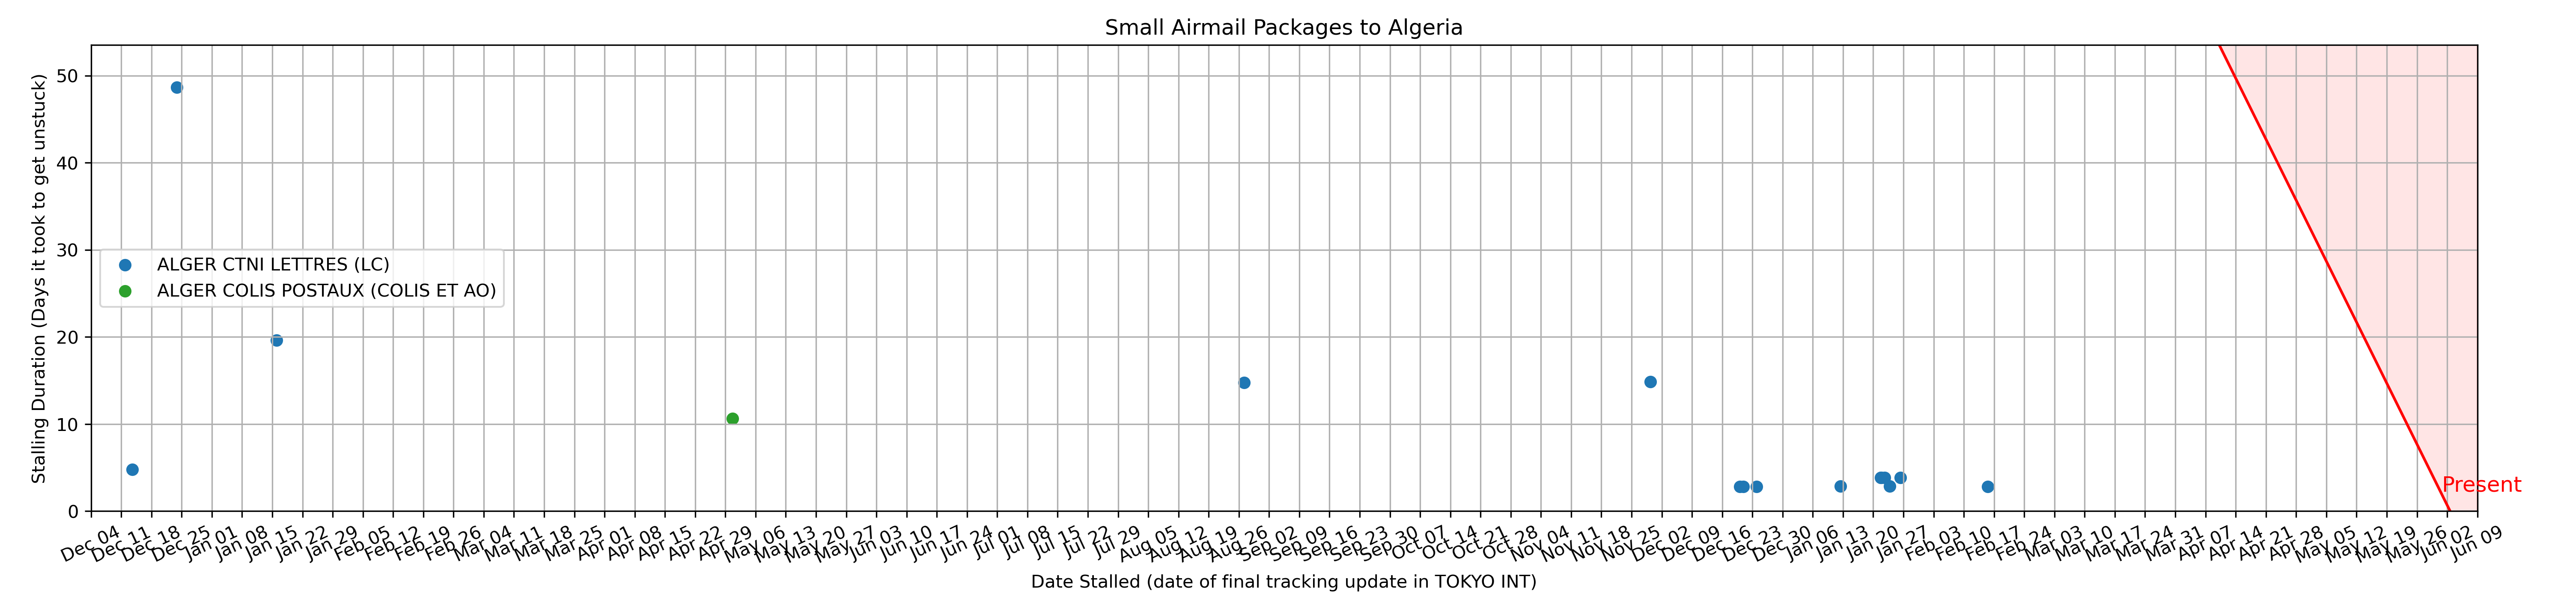 Small Airmail Packages to Algeria
Stalling Duration (Days it took to get unstuck)
50
40
30
20
10
0
ALGER CTNI LETTRES (LC)
ALGER COLIS POSTAUX (COLIS ET AO)
Present
Dec 04
Dec 11
Dec 18
Dec 25
Jan 01
Jan 08
Jan 15
Jan 22
Jan 29
Feb 05
Feb 12
Feb 19
Feb 26
Mar 04
Mar 11
Mar 18
Mar 25
Apr 01
Apr 08
Apr 15
Apr 22
Apr 29
May 06
May 13
May 20
May 27
Jun 03
Jun 10
Jun 17
Jun 24
Jul 01
Jul 08
Jul 15
Jul 22
Jul 29
Aug 05
Aug 12
Aug 19
Aug 26
Sep 02
Sep 09
Sep 16
Sep 23
Sep 30
Oct 07
Oct 14
Oct 21
Oct 28
Nov 04
Nov 11
Nov 18
Nov 25
Dec 02
Dec 09
Dec 16
Dec 23
Dec 30
Jan 06
Jan 13
Jan 20
Jan 27
Feb 03
Feb 10
Feb 17
Feb 24
Mar 03
Mar 10
Mar 17
Mar 24
Mar 31
Apr 07
Apr 14
Apr 21
Apr 28
May 05
May 12
May 19
May 26
Jun 02
Jun 09
Date Stalled (date of final tracking update in TOKYO INT)